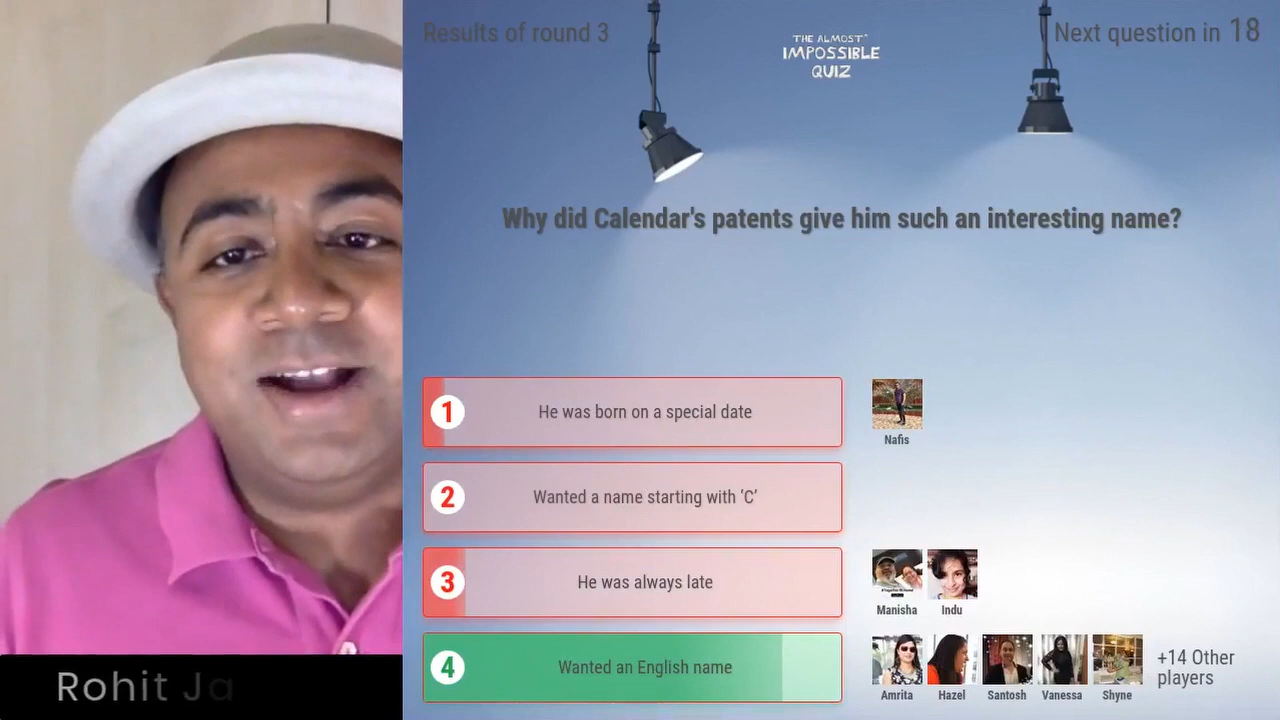 Results of round 3
THE ALMOST
IMPOSSIBLE
QUIZ
Next question in 18
Why did Calendar's patents give him such an interesting name?
1 He was born on a special date
Nafis
2 Wanted a name starting with ‘C’
3 He was always late
Manisha Indu
4 Wanted an English name
Amrita Hazel Santosh Vanessa Shyne
+14 Other
players
Rohit Ja